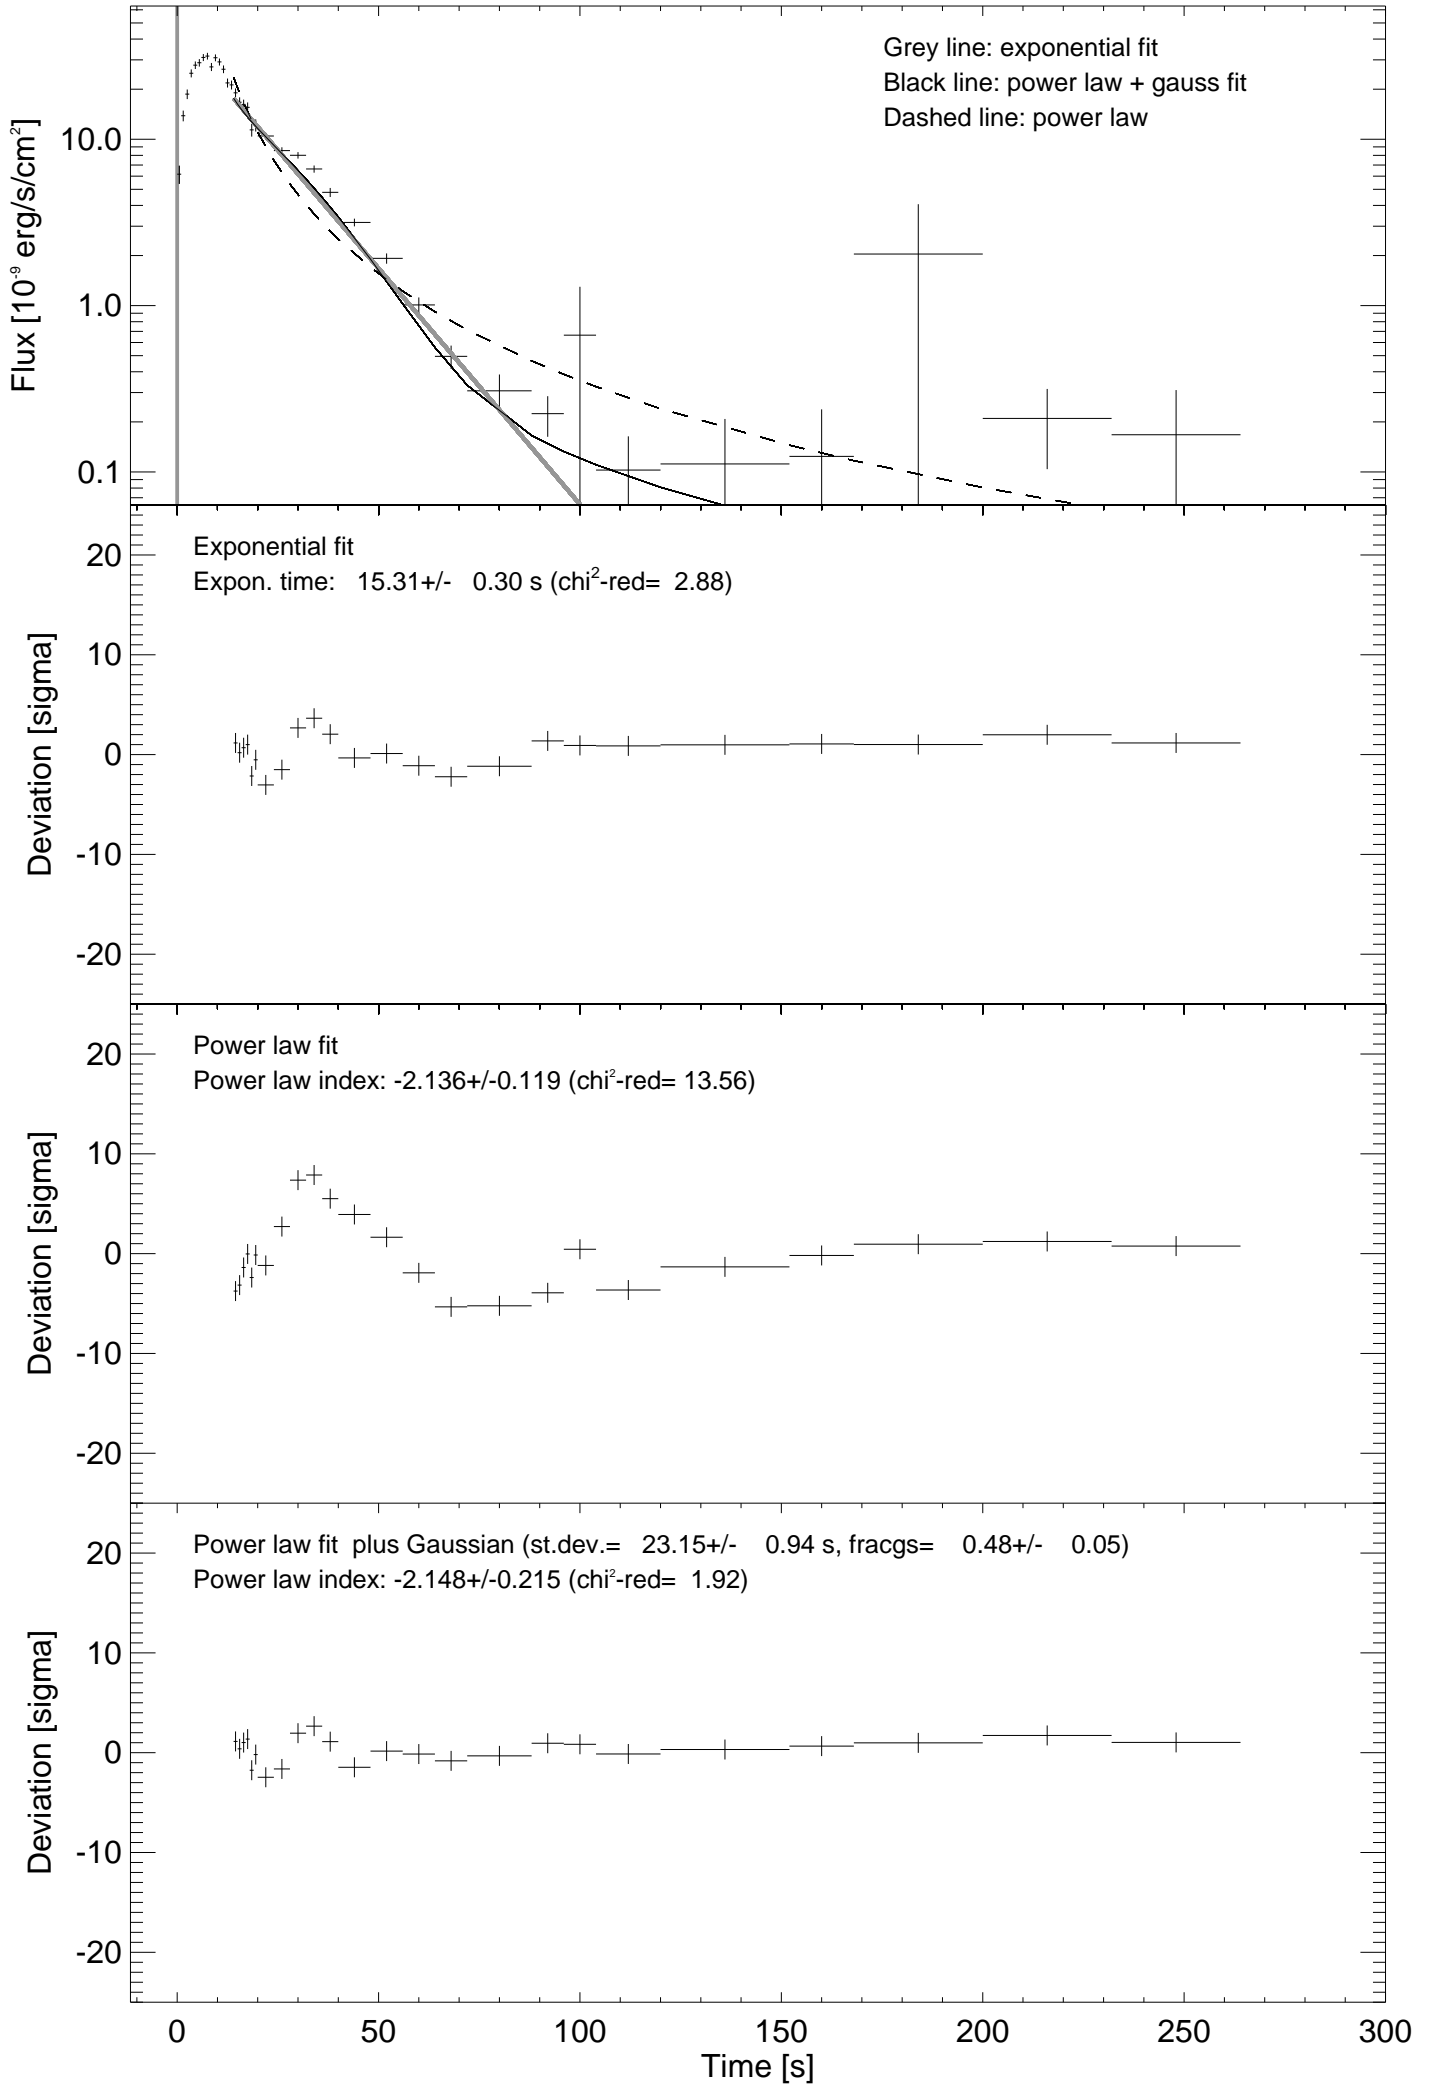 Grey line: exponential fit
Black line: power law + gauss fit
Dashed line: power law
Flux [10⁻⁹ erg/s/cm²]
10.0
1.0
0.1
Exponential fit
Expon. time: 15.31+/- 0.30 s (chi²-red= 2.88)
Deviation [sigma]
20
10
0
-10
-20
Power law fit
Power law index: -2.136+/-0.119 (chi²-red= 13.56)
Deviation [sigma]
20
10
0
-10
-20
Power law fit plus Gaussian (st.dev.= 23.15+/- 0.94 s, fracgs= 0.48+/- 0.05)
Power law index: -2.148+/-0.215 (chi²-red= 1.92)
Deviation [sigma]
20
10
0
-10
-20
0 50 100 150 200 250 300
Time [s]